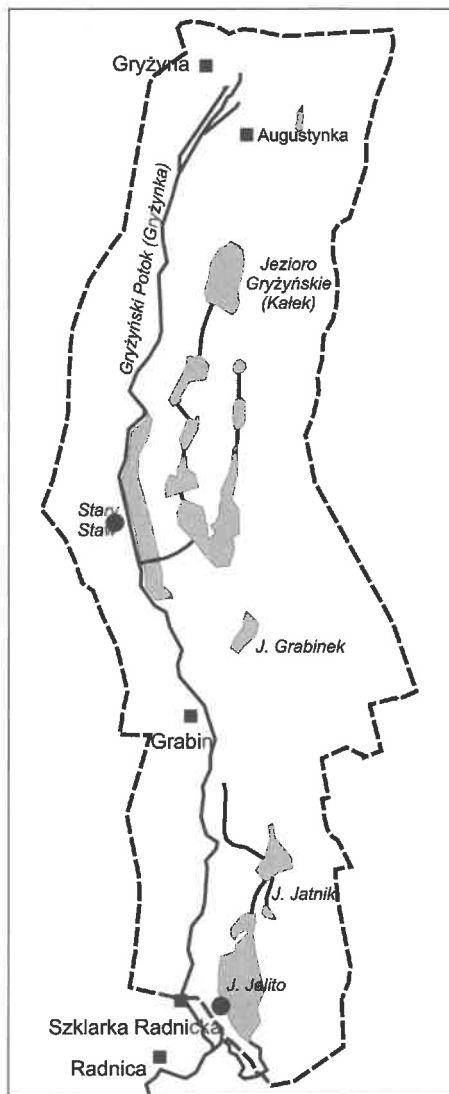 Gryżyna
Augustynka
Gryżyński Potok (Gryżynka)
Jezioro
Gryżyńskie
(Kałek)
Stary
Staw
J. Grabinek
Grabin
J. Jatnik
J. Jelito
Szklarka Radnicka
Radnica